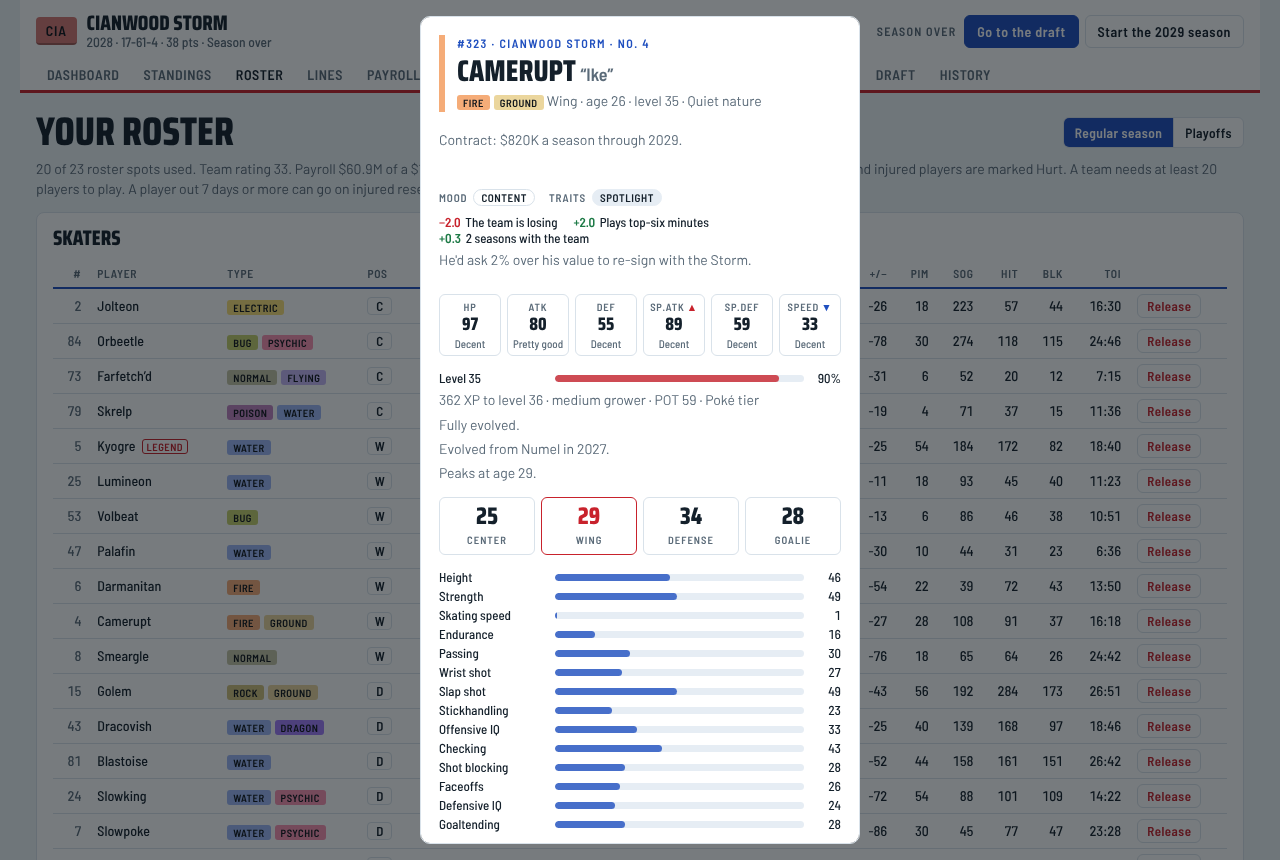 CIA
CIANWOOD STORM
2028 · 17-61-4 · 38 pts · Season over
SEASON OVER
Go to the draft
Start the 2029 season
DASHBOARD STANDINGS ROSTER LINES PAYROLL DRAFT HISTORY
YOUR ROSTER
Regular season Playoffs
20 of 23 roster spots used. Team rating 33. Payroll $60.9M of a $
nd injured players are marked Hurt. A team needs at least 20
players to play. A player out 7 days or more can go on injured rese
SKATERS
# PLAYER TYPE POS +/− PIM SOG HIT BLK TOI
2 Jolteon ELECTRIC C -26 18 223 57 44 16:30 Release
84 Orbeetle BUG PSYCHIC C -78 30 274 118 115 24:46 Release
73 Farfetch’d NORMAL FLYING C -31 6 52 20 12 7:15 Release
79 Skrelp POISON WATER C -19 4 71 37 15 11:36 Release
5 Kyogre LEGEND WATER W -25 54 184 172 82 18:40 Release
25 Lumineon WATER W -11 18 93 45 40 11:23 Release
53 Volbeat BUG W -13 6 86 46 38 10:51 Release
47 Palafin WATER W -30 10 44 31 23 6:36 Release
6 Darmanitan FIRE W -54 22 39 72 43 13:50 Release
4 Camerupt FIRE GROUND W -27 28 108 91 37 16:18 Release
8 Smeargle NORMAL W -76 18 65 64 26 24:42 Release
15 Golem ROCK GROUND D -43 56 192 284 173 26:51 Release
43 Dracovish WATER DRAGON D -25 40 139 168 97 18:46 Release
81 Blastoise WATER D -52 44 158 161 151 26:42 Release
24 Slowking WATER PSYCHIC D -72 54 88 101 109 14:22 Release
7 Slowpoke WATER PSYCHIC D -86 30 45 77 47 23:28 Release
#323 · CIANWOOD STORM · NO. 4
CAMERUPT “Ike”
FIRE GROUND Wing · age 26 · level 35 · Quiet nature
Contract: $820K a season through 2029.
MOOD CONTENT TRAITS SPOTLIGHT
−2.0 The team is losing +2.0 Plays top-six minutes
+0.3 2 seasons with the team
He'd ask 2% over his value to re-sign with the Storm.
HP ATK DEF SP.ATK ▲ SP.DEF SPEED ▼
97 80 55 89 59 33
Decent Pretty good Decent Decent Decent Decent
Level 35 90%
362 XP to level 36 · medium grower · POT 59 · Poké tier
Fully evolved.
Evolved from Numel in 2027.
Peaks at age 29.
25 29 34 28
CENTER WING DEFENSE GOALIE
Height 46
Strength 49
Skating speed 1
Endurance 16
Passing 30
Wrist shot 27
Slap shot 49
Stickhandling 23
Offensive IQ 33
Checking 43
Shot blocking 28
Faceoffs 26
Defensive IQ 24
Goaltending 28